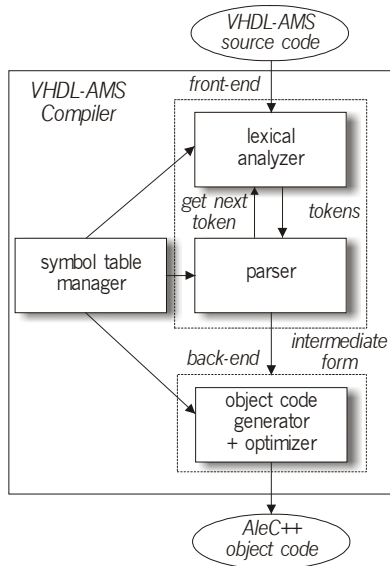 VHDL-AMS
source code
VHDL-AMS
Compiler
front-end
lexical
analyzer
get next
token
tokens
symbol table
manager
parser
back-end
intermediate
form
object code
generator
+ optimizer
AleC++
object code